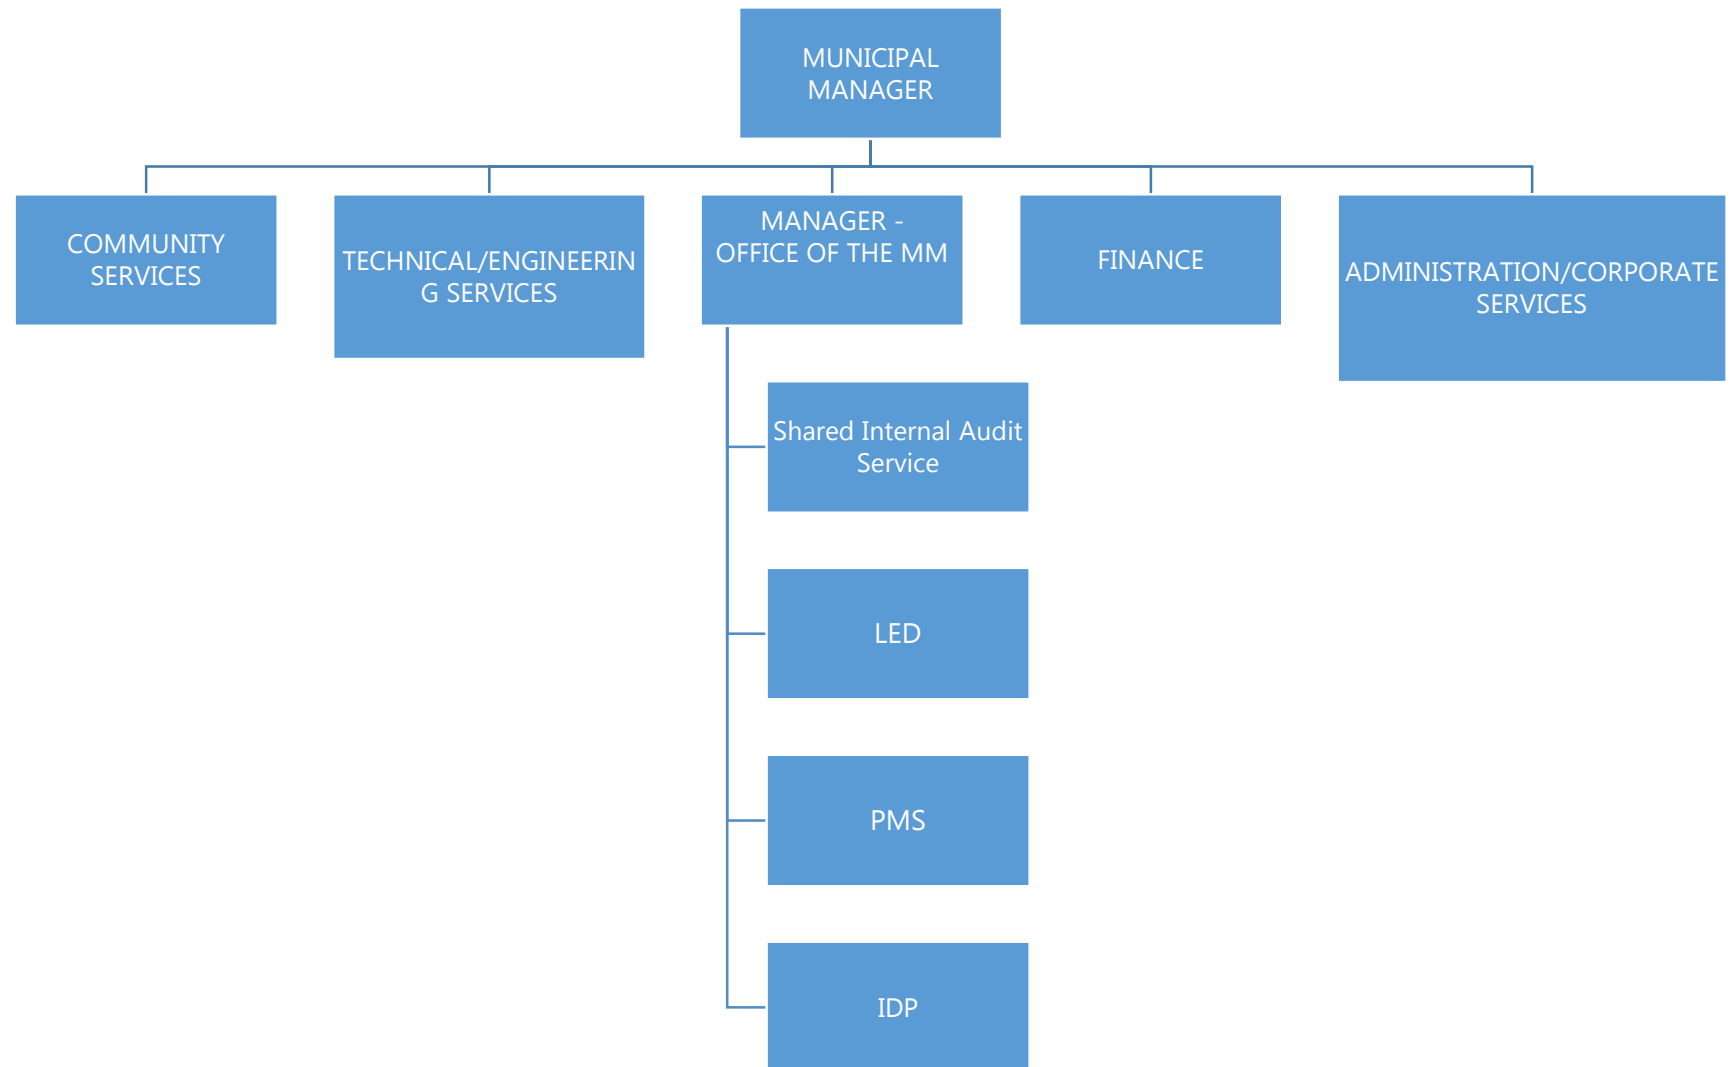 MUNICIPAL
MANAGER
COMMUNITY
SERVICES
TECHNICAL/ENGINEERIN
G SERVICES
MANAGER -
OFFICE OF THE MM
FINANCE
ADMINISTRATION/CORPORATE
SERVICES
Shared Internal Audit
Service
LED
PMS
IDP